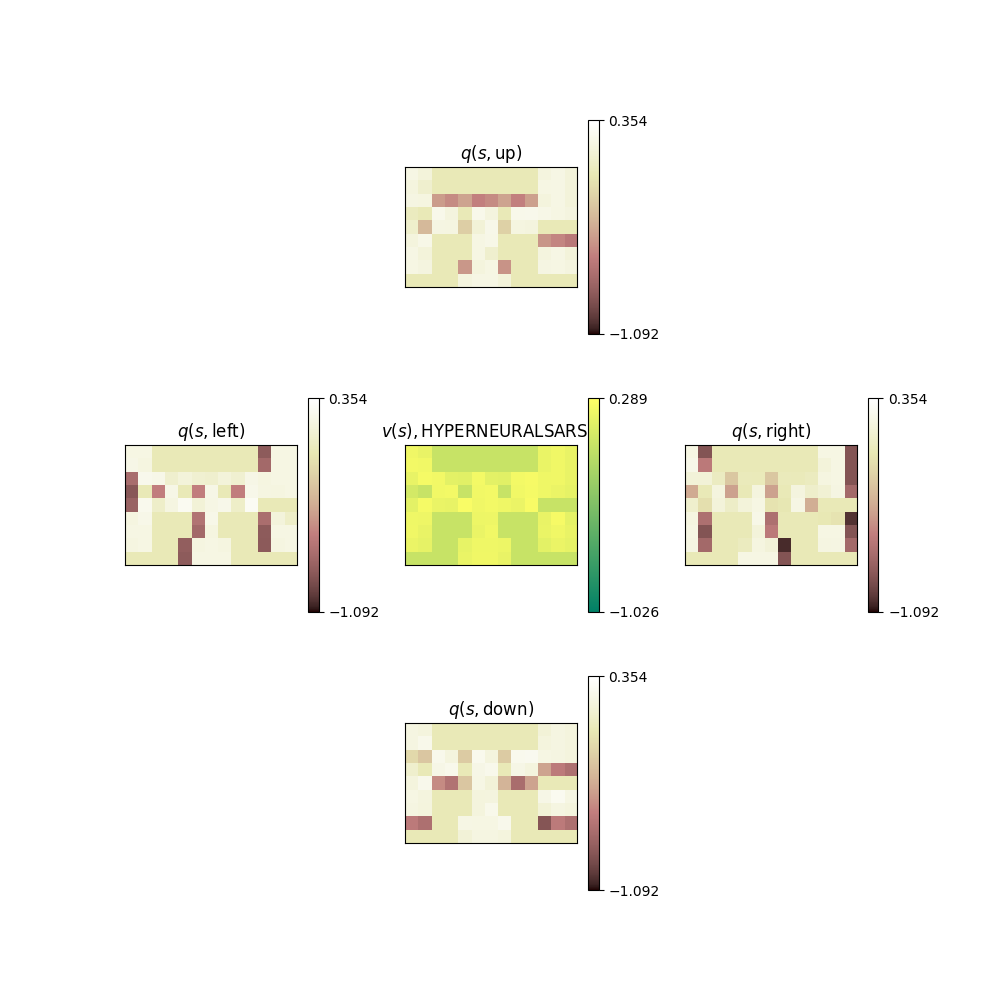 q(s, up)
0.354
−1.092
q(s, left)
0.354
−1.092
v(s), HYPERNEURALSARS
0.289
−1.026
q(s, right)
0.354
−1.092
q(s, down)
0.354
−1.092